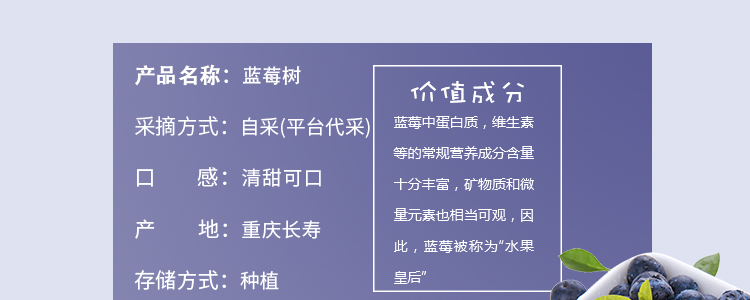 产品名称：蓝莓树
采摘方式：自采(平台代采)
口 感：清甜可口
产 地：重庆长寿
存储方式：种植
价值成分
蓝莓中蛋白质，维生素
等的常规营养成分含量
十分丰富，矿物质和微
量元素也相当可观，因
此，蓝莓被称为“水果
皇后”